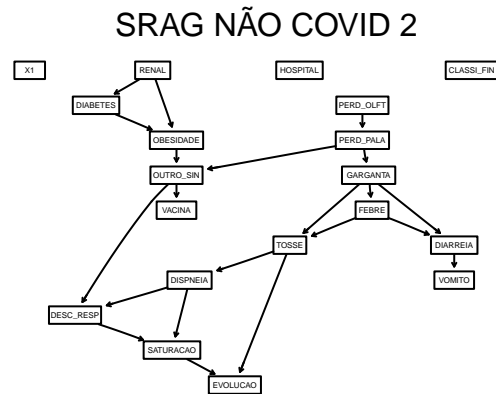 SRAG NÃO COVID 2
X1
RENAL
HOSPITAL
CLASSI_FIN
DIABETES
PERD_OLFT
OBESIDADE
PERD_PALA
OUTRO_SIN
GARGANTA
VACINA
FEBRE
TOSSE
DIARREIA
DISPNEIA
VOMITO
DESC_RESP
SATURACAO
EVOLUCAO